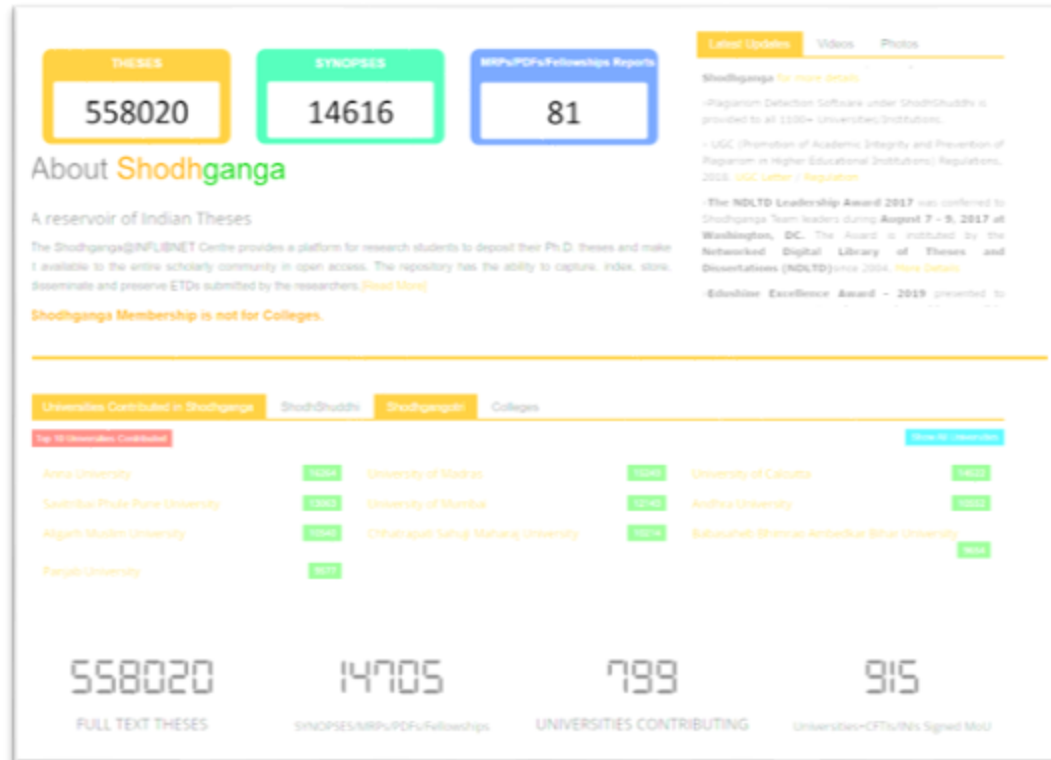 THESES
558020
SYNOPSES
14616
MRPs/PDFs/Fellowships Reports
81
About Shodhganga
A reservoir of Indian Theses
The Shodhganga@INFLIBNET Centre provides a platform for research students to deposit their Ph.D. theses and make
it available to the entire scholarly community in open access. The repository has the ability to capture, index, store,
disseminate and preserve ETDs submitted by the researchers.[Read More]
Shodhganga Membership is not for Colleges.
Latest Updates Videos Photos
Shodhganga for more details
›Plagiarism Detection Software under ShodhShuddhi is
provided to all 1100+ Universities/Institutions.
› UGC (Promotion of Academic Integrity and Prevention of
Plagiarism in Higher Educational Institutions) Regulations,
2018. UGC Letter / Regulation
›The NDLTD Leadership Award 2017 was conferred to
Shodhganga Team leaders during August 7 - 9, 2017 at
Washington, DC. The Award is instituted by the
Networked Digital Library of Theses and
Dissertations (NDLTD)since 2004. More Details
›Edushine Excellence Award – 2019 presented to
Universities Contributed in Shodhganga ShodhShuddhi Shodhgangotri Colleges
Top 10 Universities Contributed Show All Universities
Anna University University of Madras University of Calcutta
Savitribai Phule Pune University University of Mumbai Andhra University
Aligarh Muslim University Chhatrapati Sahuji Maharaj University Babasaheb Bhimrao Ambedkar Bihar University
Panjab University
558020 14705 799 915
FULL TEXT THESES SYNOPSES/MRPs/PDFs/Fellowships UNIVERSITIES CONTRIBUTING Universities+CFTIs/INIs Signed MoU